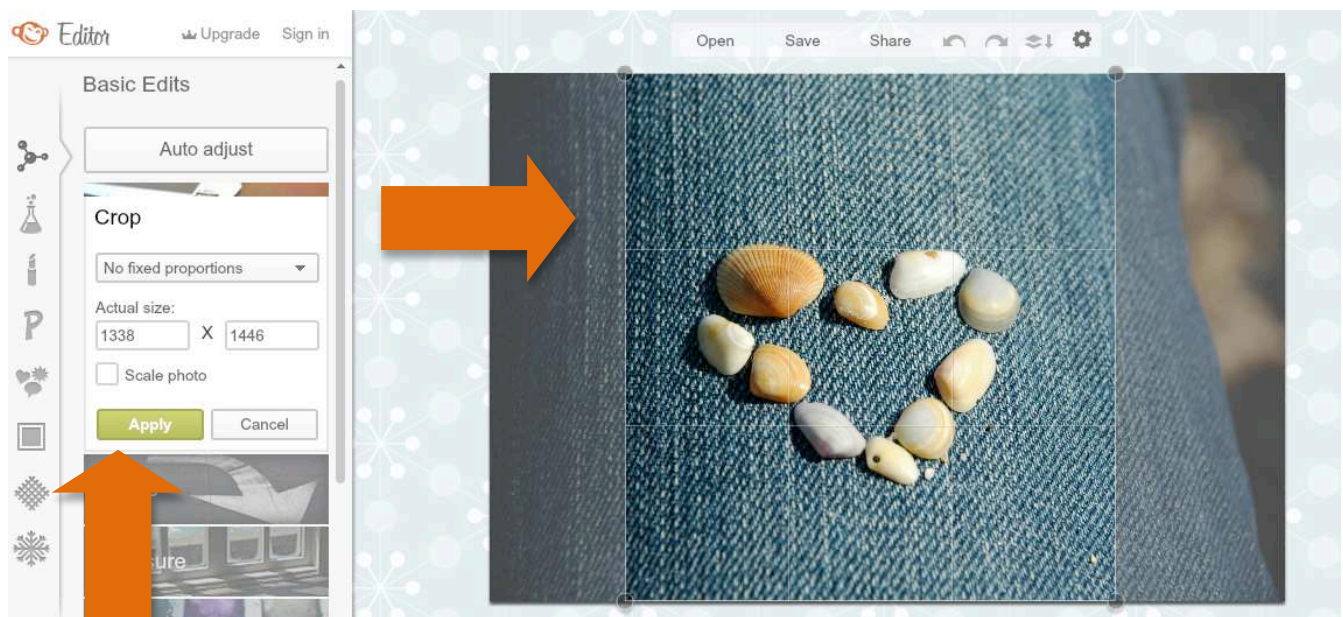 Editor
Upgrade Sign in
Open Save Share
Basic Edits
Auto adjust
Crop
No fixed proportions
Actual size:
1338 X 1446
Scale photo
Apply Cancel
P